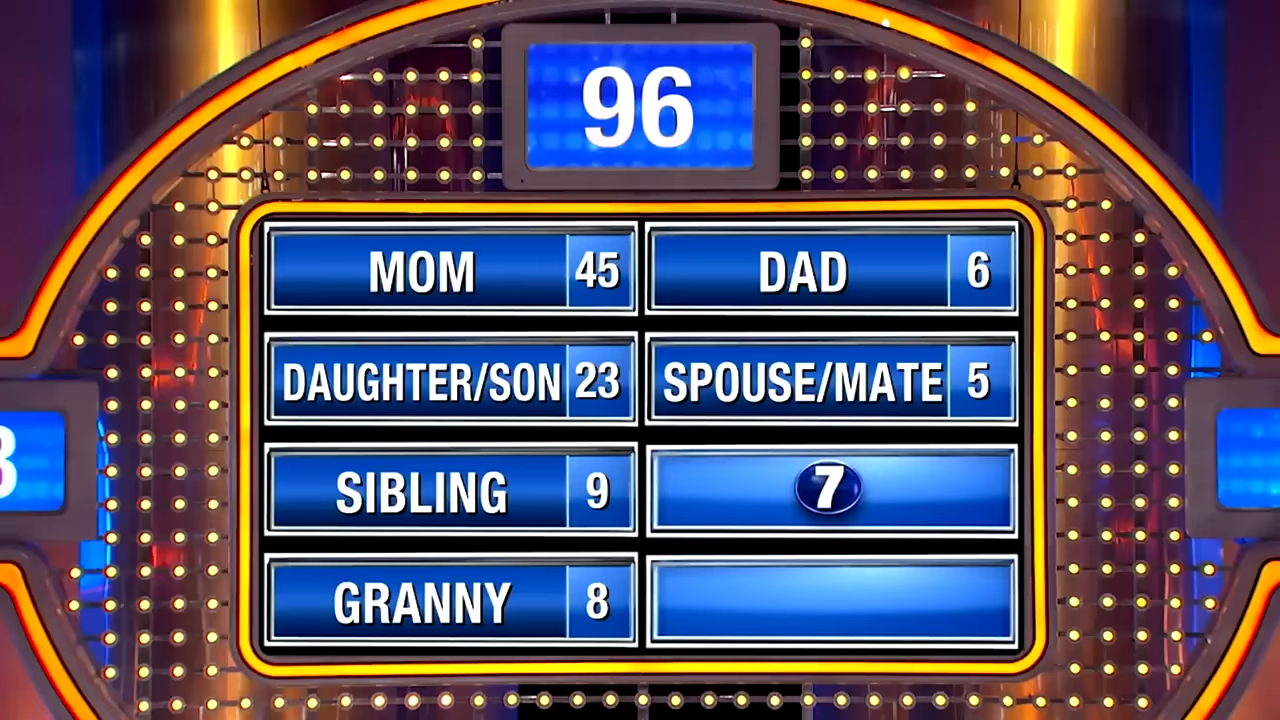 96
MOM 45
DAUGHTER/SON 23
SIBLING 9
GRANNY 8
DAD 6
SPOUSE/MATE 5
7